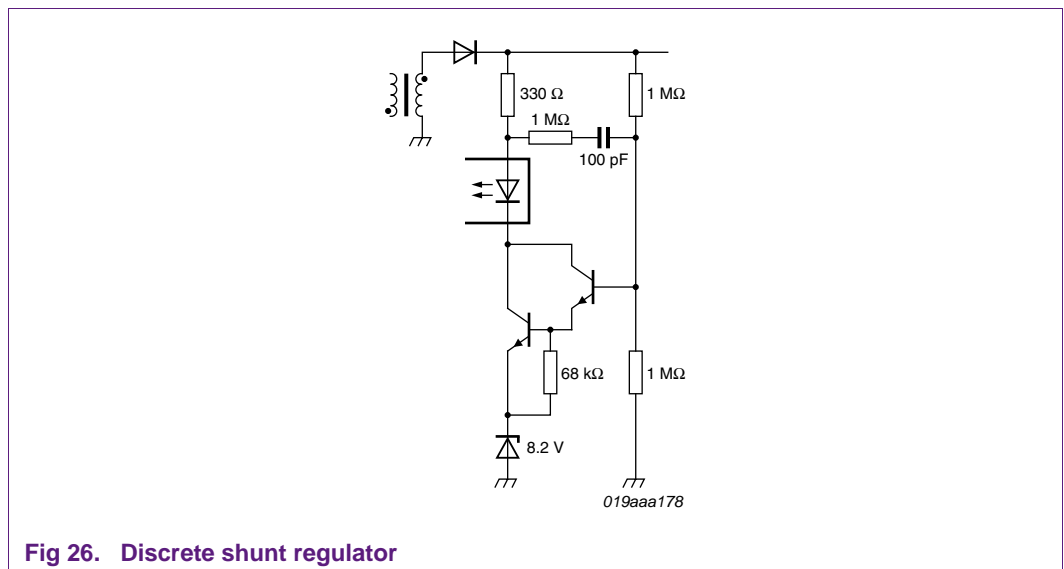 330 Ω
1 MΩ
1 MΩ
100 pF
68 kΩ
1 MΩ
8.2 V
019aaa178
Fig 26. Discrete shunt regulator